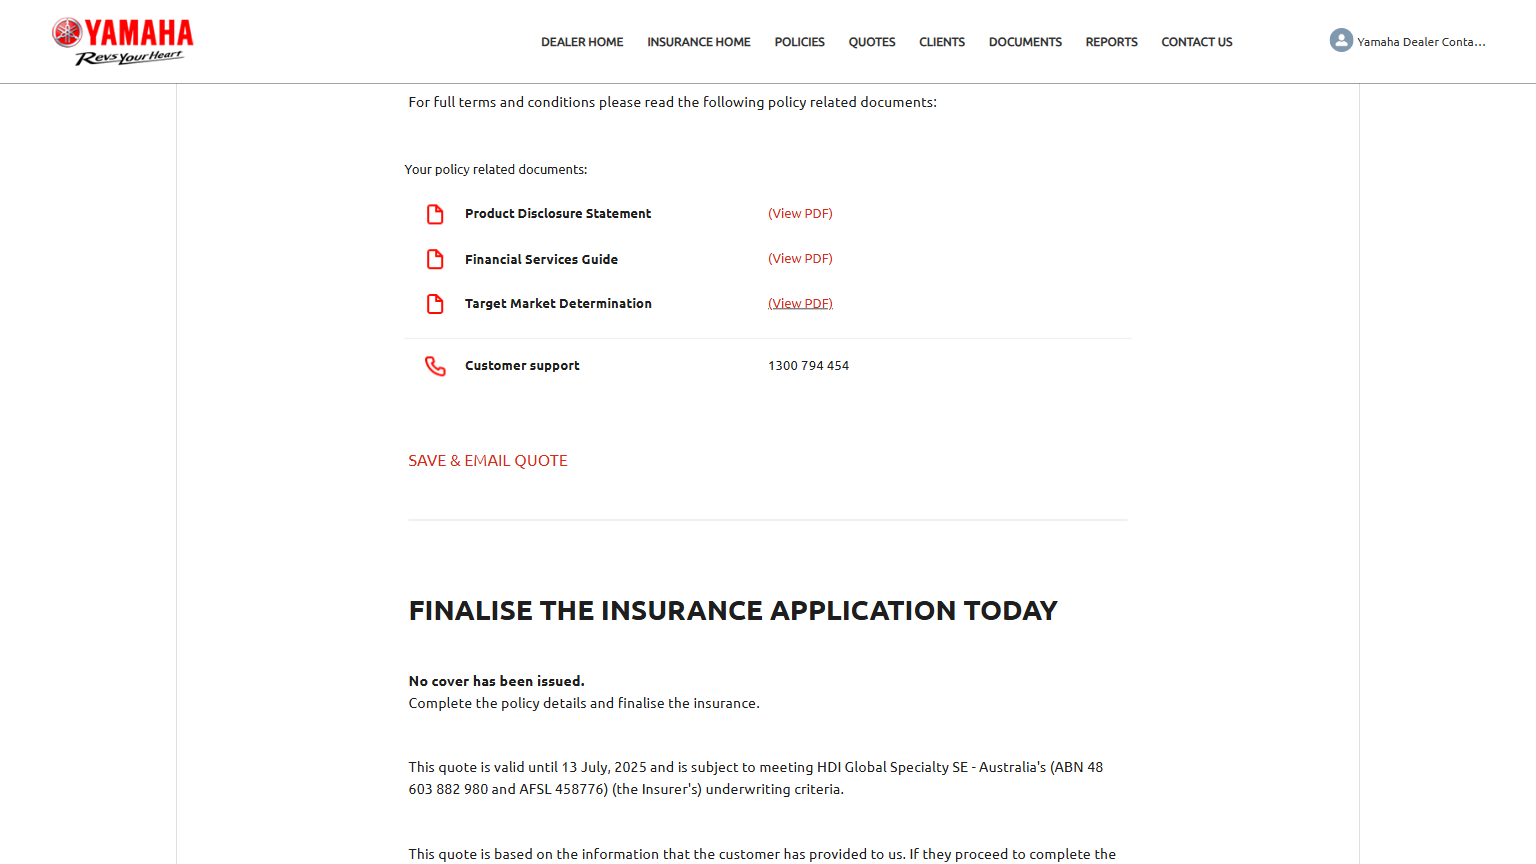 YAMAHA
Revs Your Heart
DEALER HOME INSURANCE HOME POLICIES QUOTES CLIENTS DOCUMENTS REPORTS CONTACT US
Yamaha Dealer Conta...
For full terms and conditions please read the following policy related documents:
Your policy related documents:
Product Disclosure Statement (View PDF)
Financial Services Guide (View PDF)
Target Market Determination (View PDF)
Customer support 1300 794 454
SAVE & EMAIL QUOTE
FINALISE THE INSURANCE APPLICATION TODAY
No cover has been issued.
Complete the policy details and finalise the insurance.
This quote is valid until 13 July, 2025 and is subject to meeting HDI Global Specialty SE - Australia's (ABN 48
603 882 980 and AFSL 458776) (the Insurer's) underwriting criteria.
This quote is based on the information that the customer has provided to us. If they proceed to complete the